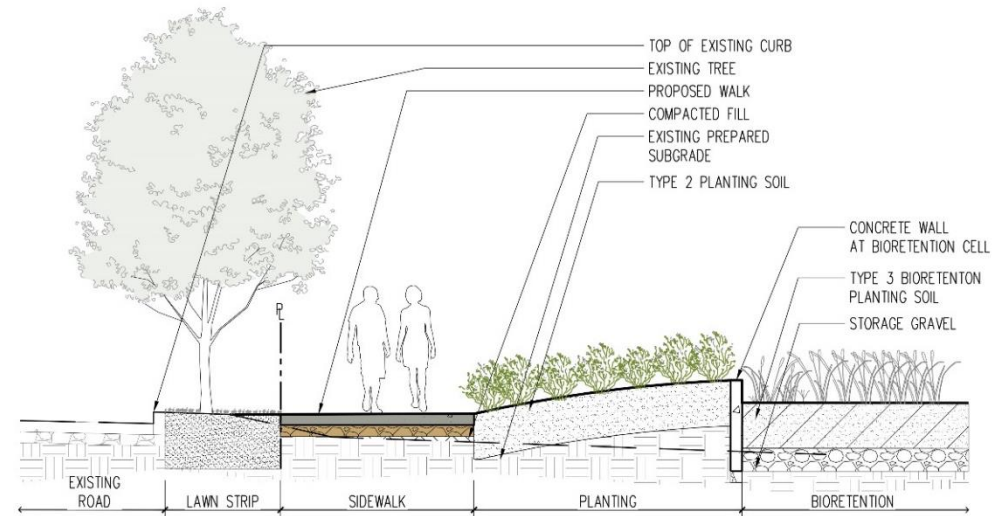 TOP OF EXISTING CURB
EXISTING TREE
PROPOSED WALK
COMPACTED FILL
EXISTING PREPARED
SUBGRADE
TYPE 2 PLANTING SOIL
CONCRETE WALL
AT BIORETENTION CELL
TYPE 3 BIORETENTON
PLANTING SOIL
STORAGE GRAVEL
PL
EXISTING
ROAD
LAWN STRIP
SIDEWALK
PLANTING
BIORETENTION